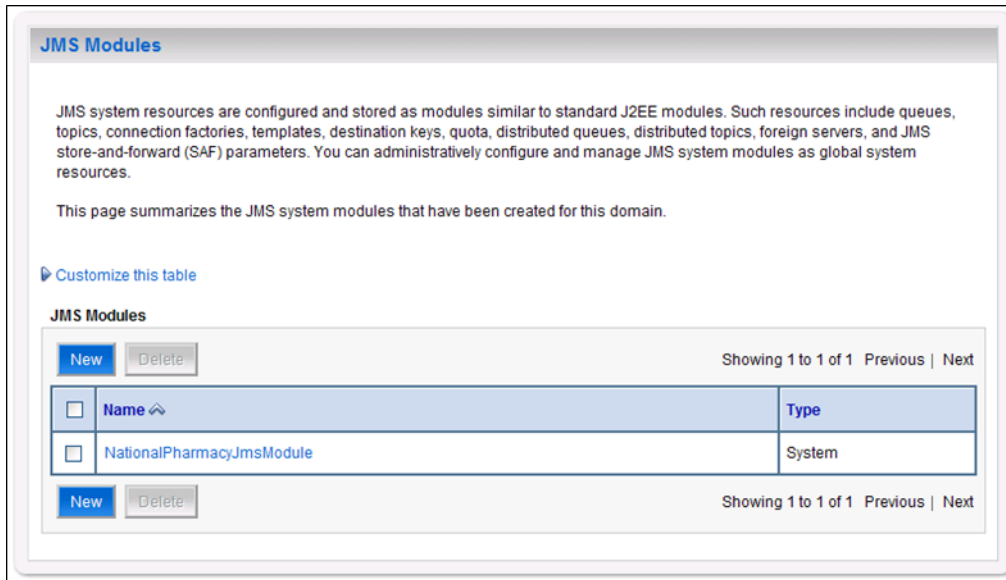 JMS Modules
JMS system resources are configured and stored as modules similar to standard J2EE modules. Such resources include queues,
topics, connection factories, templates, destination keys, quota, distributed queues, distributed topics, foreign servers, and JMS
store-and-forward (SAF) parameters. You can administratively configure and manage JMS system modules as global system
resources.
This page summarizes the JMS system modules that have been created for this domain.
Customize this table
JMS Modules
New Delete Showing 1 to 1 of 1 Previous | Next
Name Type
NationalPharmacyJmsModule System
New Delete Showing 1 to 1 of 1 Previous | Next